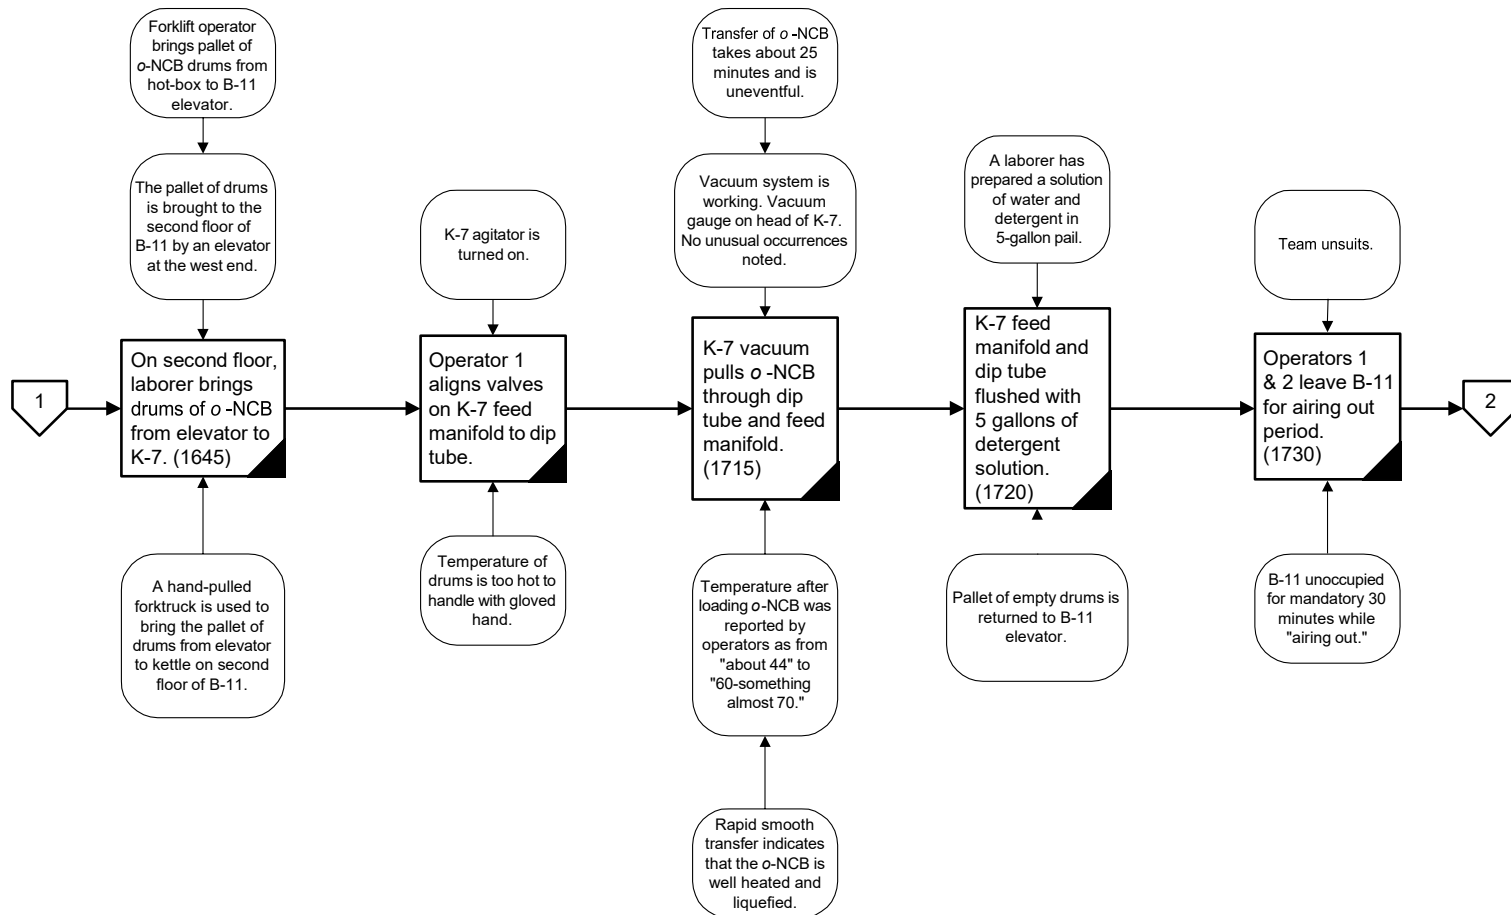 Forklift operator
brings pallet of
o-NCB drums from
hot-box to B-11
elevator.
The pallet of drums
is brought to the
second floor of
B-11 by an elevator
at the west end.
K-7 agitator is
turned on.
Transfer of o -NCB
takes about 25
minutes and is
uneventful.
Vacuum system is
working. Vacuum
gauge on head of K-7.
No unusual occurrences
noted.
A laborer has
prepared a solution
of water and
detergent in
5-gallon pail.
Team unsuits.
1
On second floor,
laborer brings
drums of o -NCB
from elevator to
K-7. (1645)
Operator 1
aligns valves
on K-7 feed
manifold to dip
tube.
K-7 vacuum
pulls o -NCB
through dip
tube and feed
manifold.
(1715)
K-7 feed
manifold and
dip tube
flushed with
5 gallons of
detergent
solution.
(1720)
Operators 1
& 2 leave B-11
for airing out
period.
(1730)
2
A hand-pulled
forktruck is used to
bring the pallet of
drums from elevator
to kettle on second
floor of B-11.
Temperature of
drums is too hot to
handle with gloved
hand.
Temperature after
loading o-NCB was
reported by
operators as from
"about 44" to
"60-something
almost 70."
Rapid smooth
transfer indicates
that the o-NCB is
well heated and
liquefied.
Pallet of empty drums is
returned to B-11
elevator.
B-11 unoccupied
for mandatory 30
minutes while
"airing out."